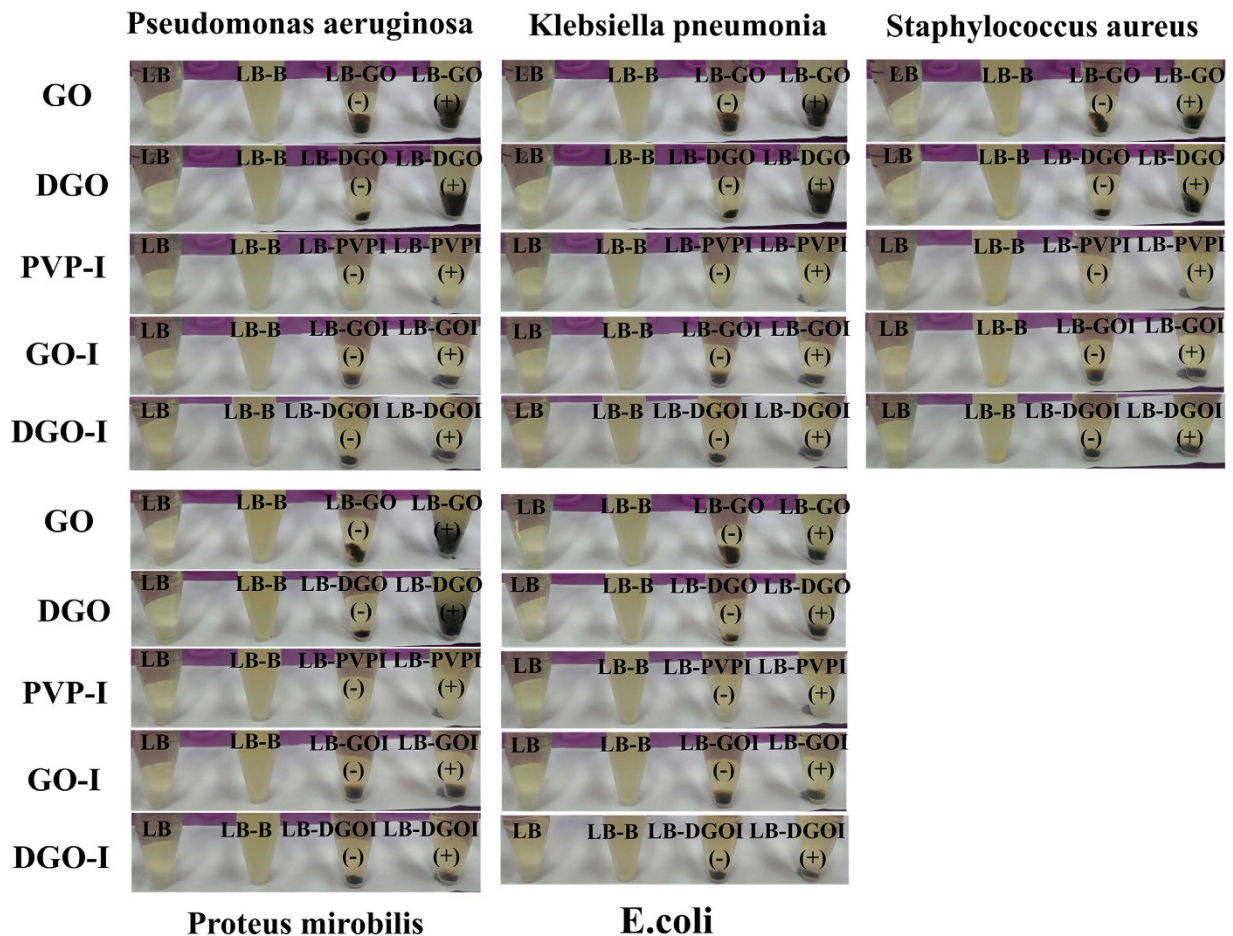 Pseudomonas aeruginosa Klebsiella pneumonia Staphylococcus aureus
GO LB LB-B LB-GO LB-GO LB LB-B LB-GO LB-GO LB LB-B LB-GO LB-GO
(-) (+) (-) (+) (-) (+)
DGO LB LB-B LB-DGO LB-DGO LB LB-B LB-DGO LB-DGO LB LB-B LB-DGO LB-DGO
(-) (+) (-) (+) (-) (+)
PVP-I LB LB-B LB-PVPI LB-PVPI LB LB-B LB-PVPI LB-PVPI LB LB-B LB-PVPI LB-PVPI
(-) (+) (-) (+) (-) (+)
GO-I LB LB-B LB-GOI LB-GOI LB LB-B LB-GOI LB-GOI LB LB-B LB-GOI LB-GOI
(-) (+) (-) (+) (-) (+)
DGO-I LB LB-B LB-DGOI LB-DGOI LB LB-B LB-DGOI LB-DGOI LB LB-B LB-DGOI LB-DGOI
(-) (+) (-) (+) (-) (+)
GO LB LB-B LB-GO LB-GO LB LB-B LB-GO LB-GO
(-) (+) (-) (+)
DGO LB LB-B LB-DGO LB-DGO LB LB-B LB-DGO LB-DGO
(-) (+) (-) (+)
PVP-I LB LB-B LB-PVPI LB-PVPI LB LB-B LB-PVPI LB-PVPI
(-) (+) (-) (+)
GO-I LB LB-B LB-GOI LB-GOI LB LB-B LB-GOI LB-GOI
(-) (+) (-) (+)
DGO-I LB LB-B LB-DGOI LB-DGOI LB LB-B LB-DGOI LB-DGOI
(-) (+) (-) (+)
Proteus mirobilis E.coli